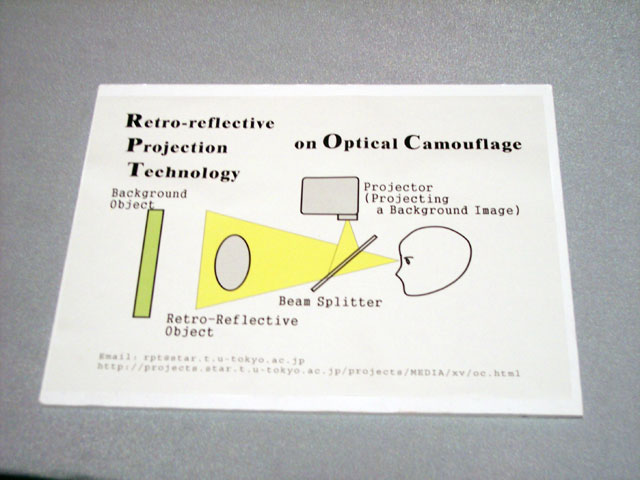 Retro-reflective
Projection
Technology
on Optical Camouflage
Background
Object
Projector
(Projecting
a Background Image)
Beam Splitter
Retro-Reflective
Object
Email: rpt@star.t.u-tokyo.ac.jp
http://projects.star.t.u-tokyo.ac.jp/projects/MEDIA/xv/oc.html